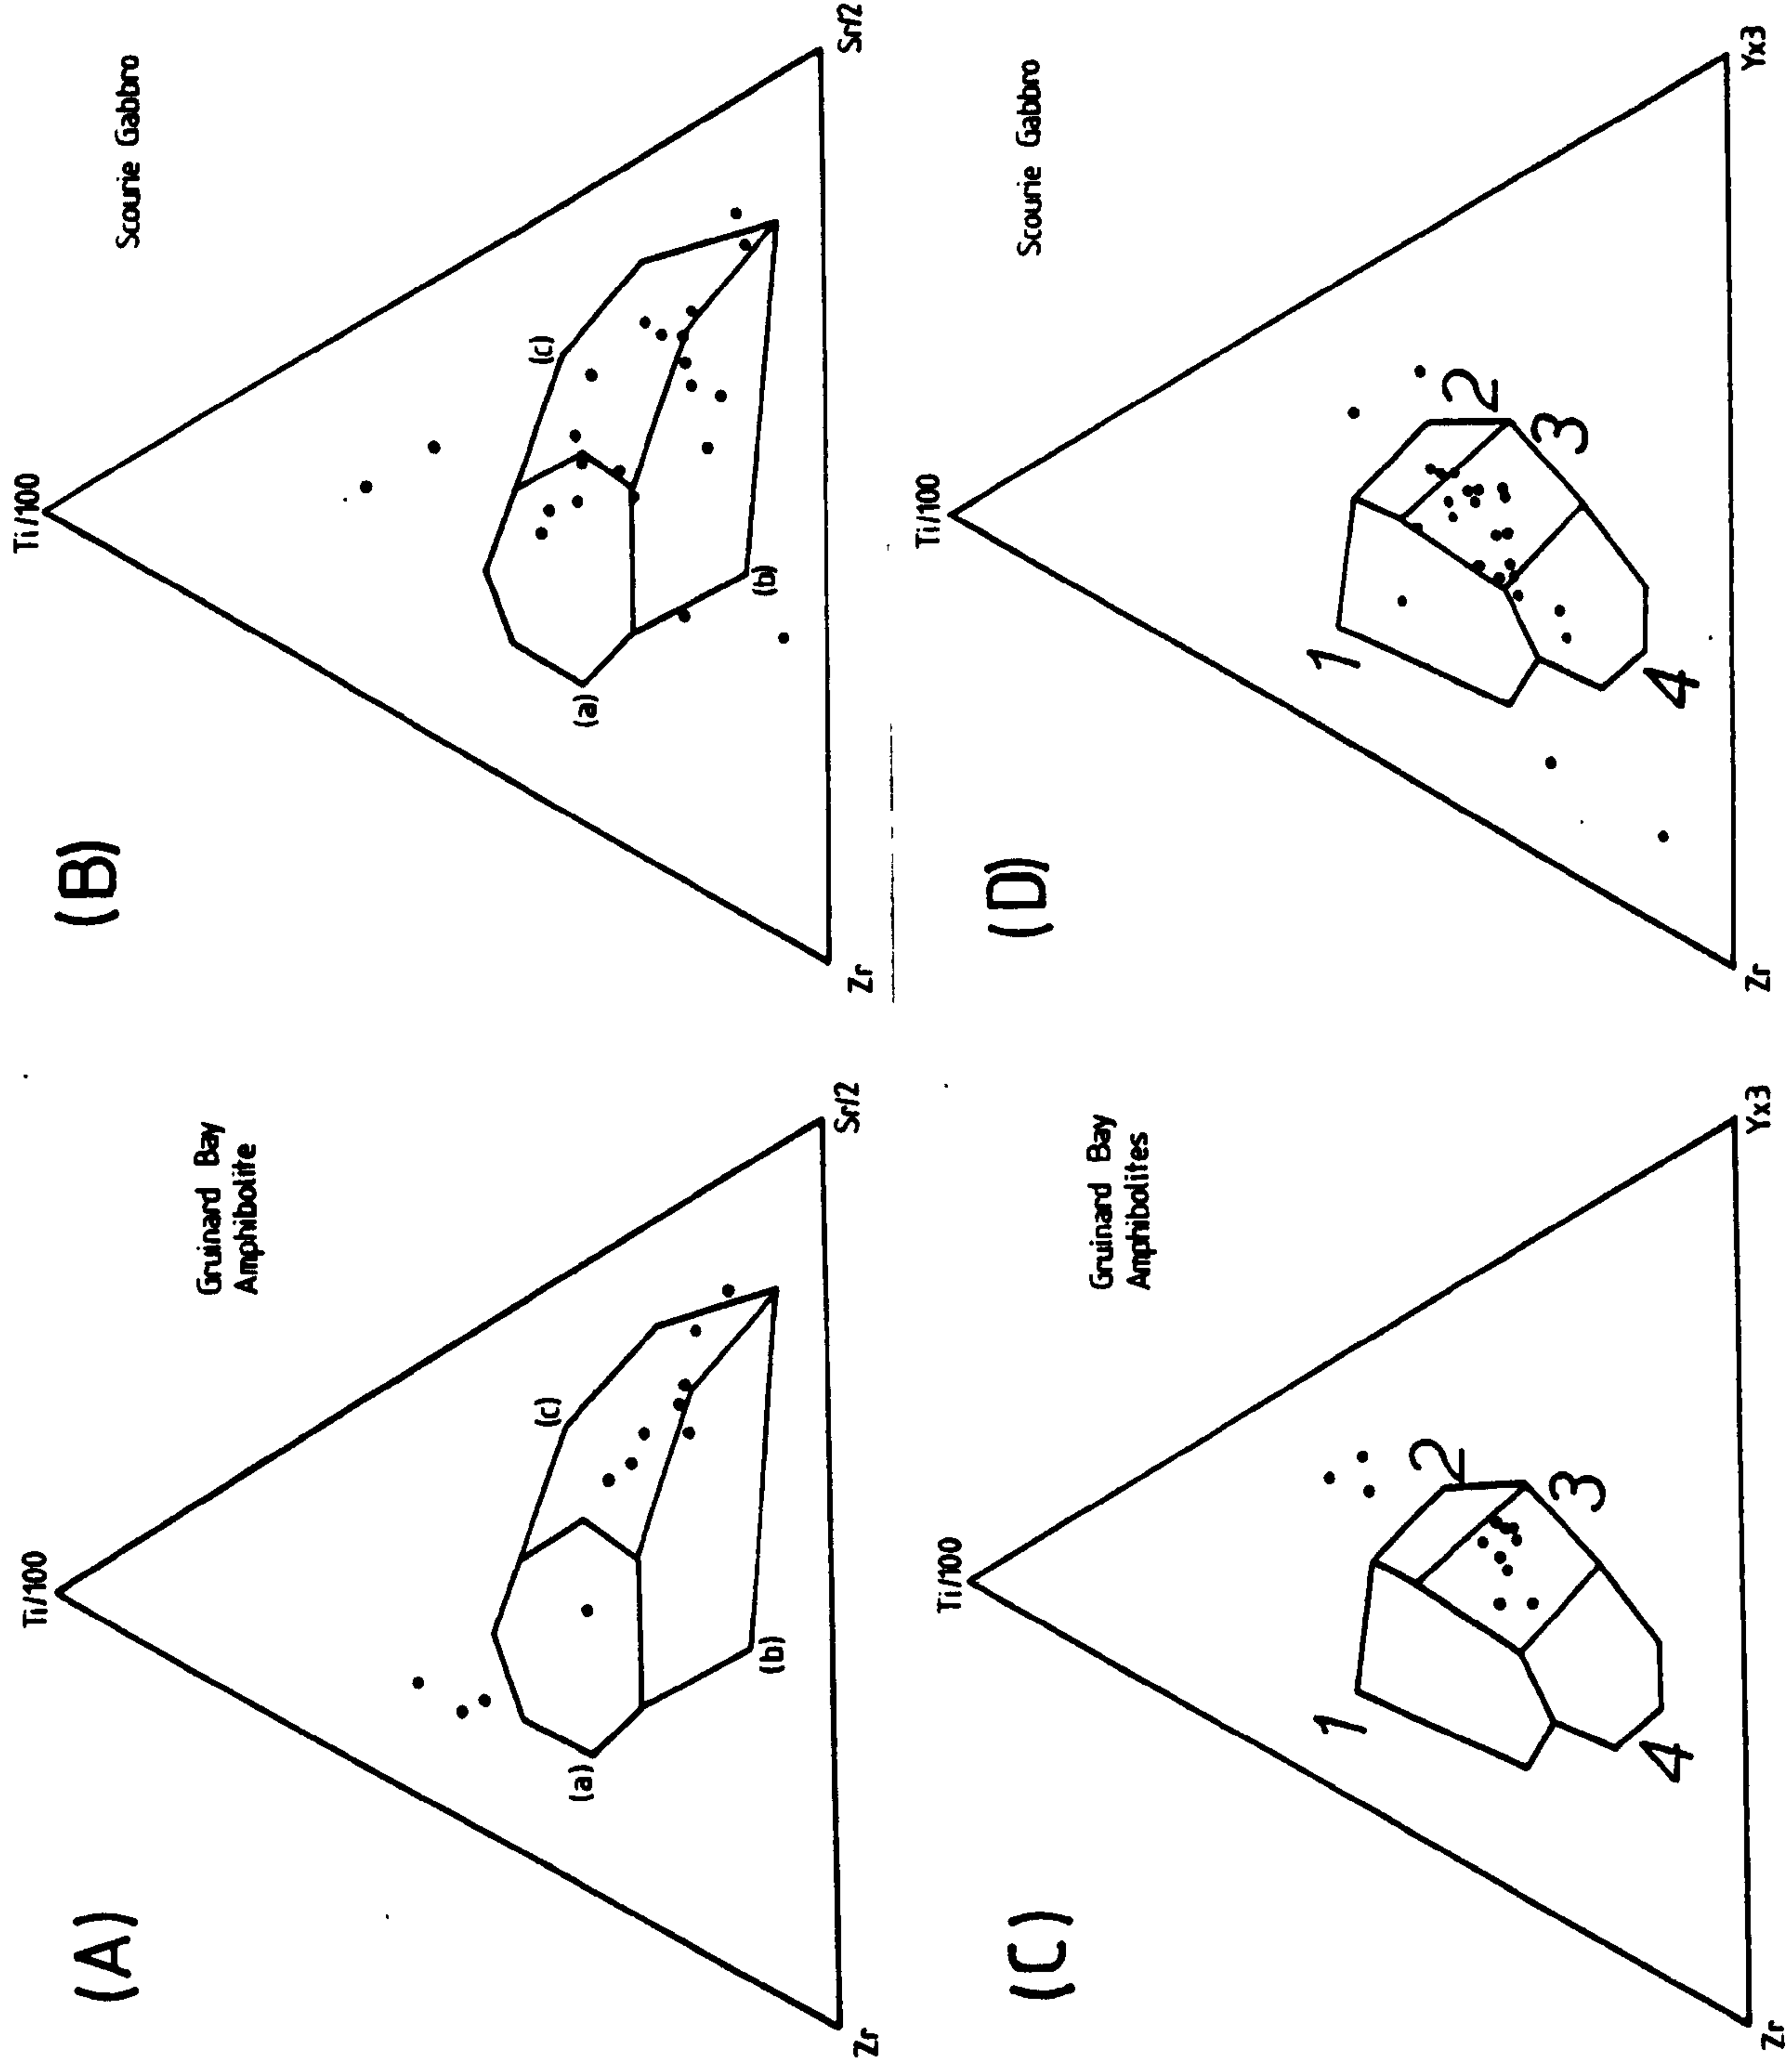 (A)
Gruinard Bay
Amphibolite
Ti/100
(c)
(a)
(b)
Zr
Sr/2
(B)
Scourie Gabbro
Ti/100
(c)
(a)
(b)
Zr
Sr/2
(C)
Gruinard Bay
Amphibolites
Ti/100
1
2
3
4
Zr
Yx3
(D)
Scourie Gabbro
Ti/100
1
2
3
4
Zr
Yx3